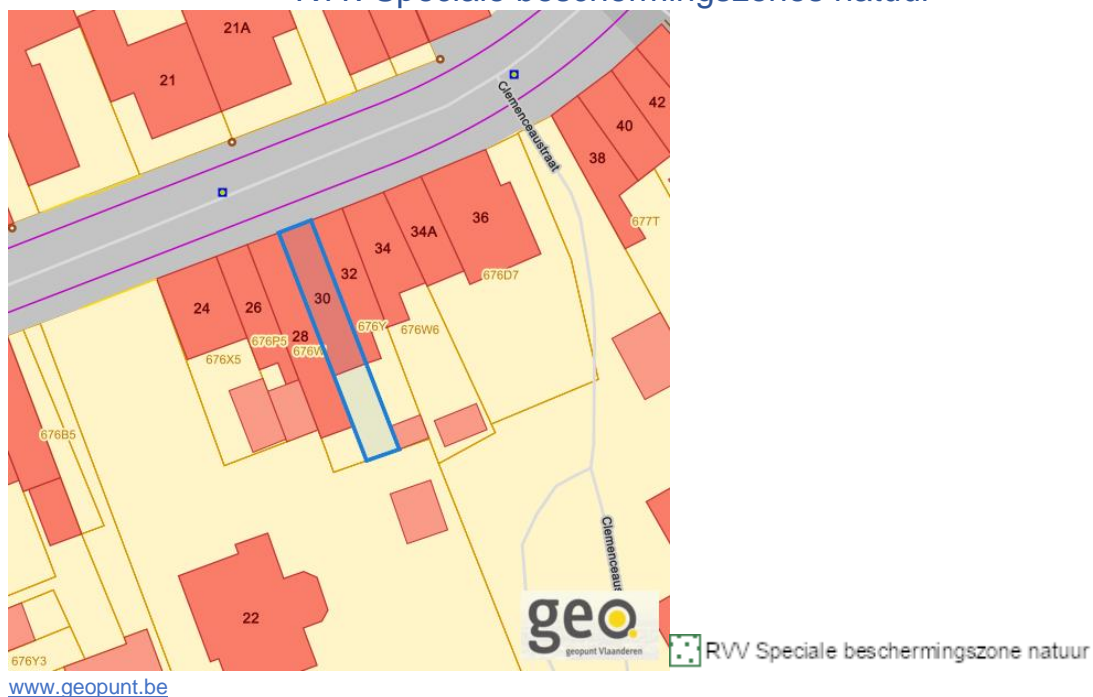 RVV Speciale beschermingszones natuur
21A
21
Clemenceaustraat
42
40
38
677T
36
34A
34
32
676D7
30
24
26
28
676P5
676W
676Y
676W6
676X5
676B5
Clemenceaus
22
geo
geopunt Vlaanderen
676Y3
RVV Speciale beschermingszone natuur
www.geopunt.be